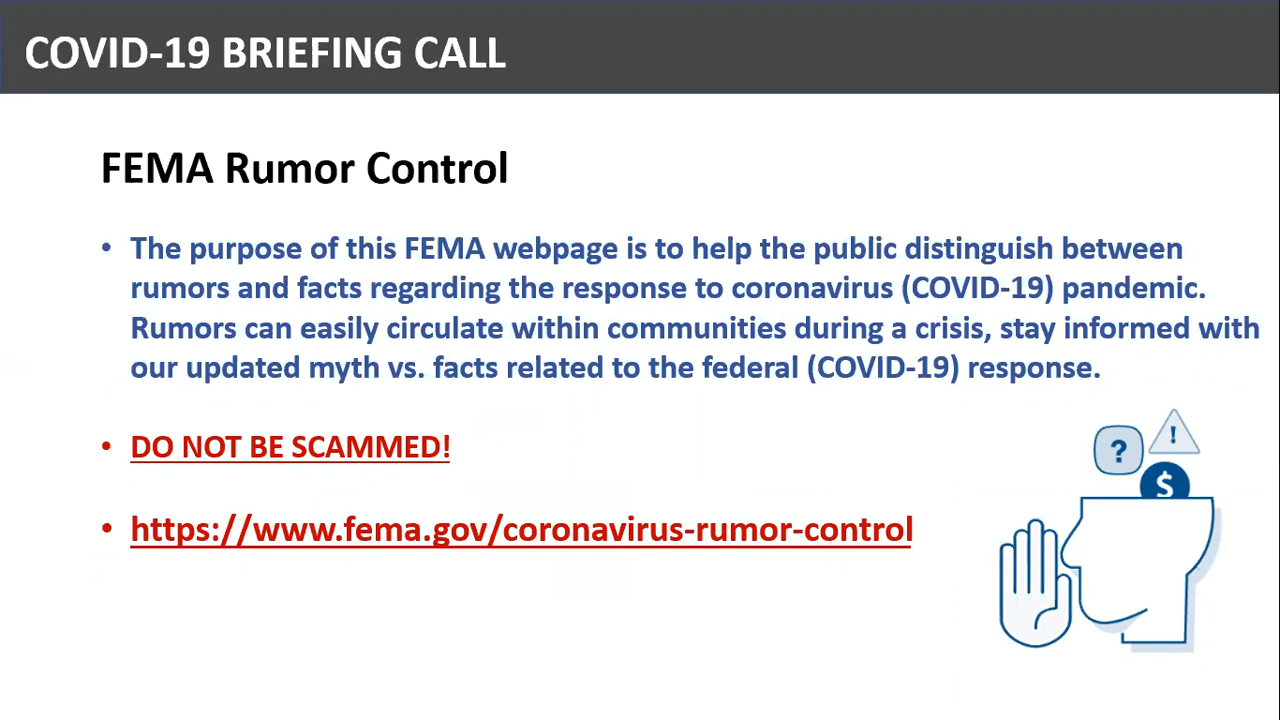 COVID-19 BRIEFING CALL
FEMA Rumor Control
• The purpose of this FEMA webpage is to help the public distinguish between
rumors and facts regarding the response to coronavirus (COVID-19) pandemic.
Rumors can easily circulate within communities during a crisis, stay informed with
our updated myth vs. facts related to the federal (COVID-19) response.
• DO NOT BE SCAMMED!
? !
$
• https://www.fema.gov/coronavirus-rumor-control